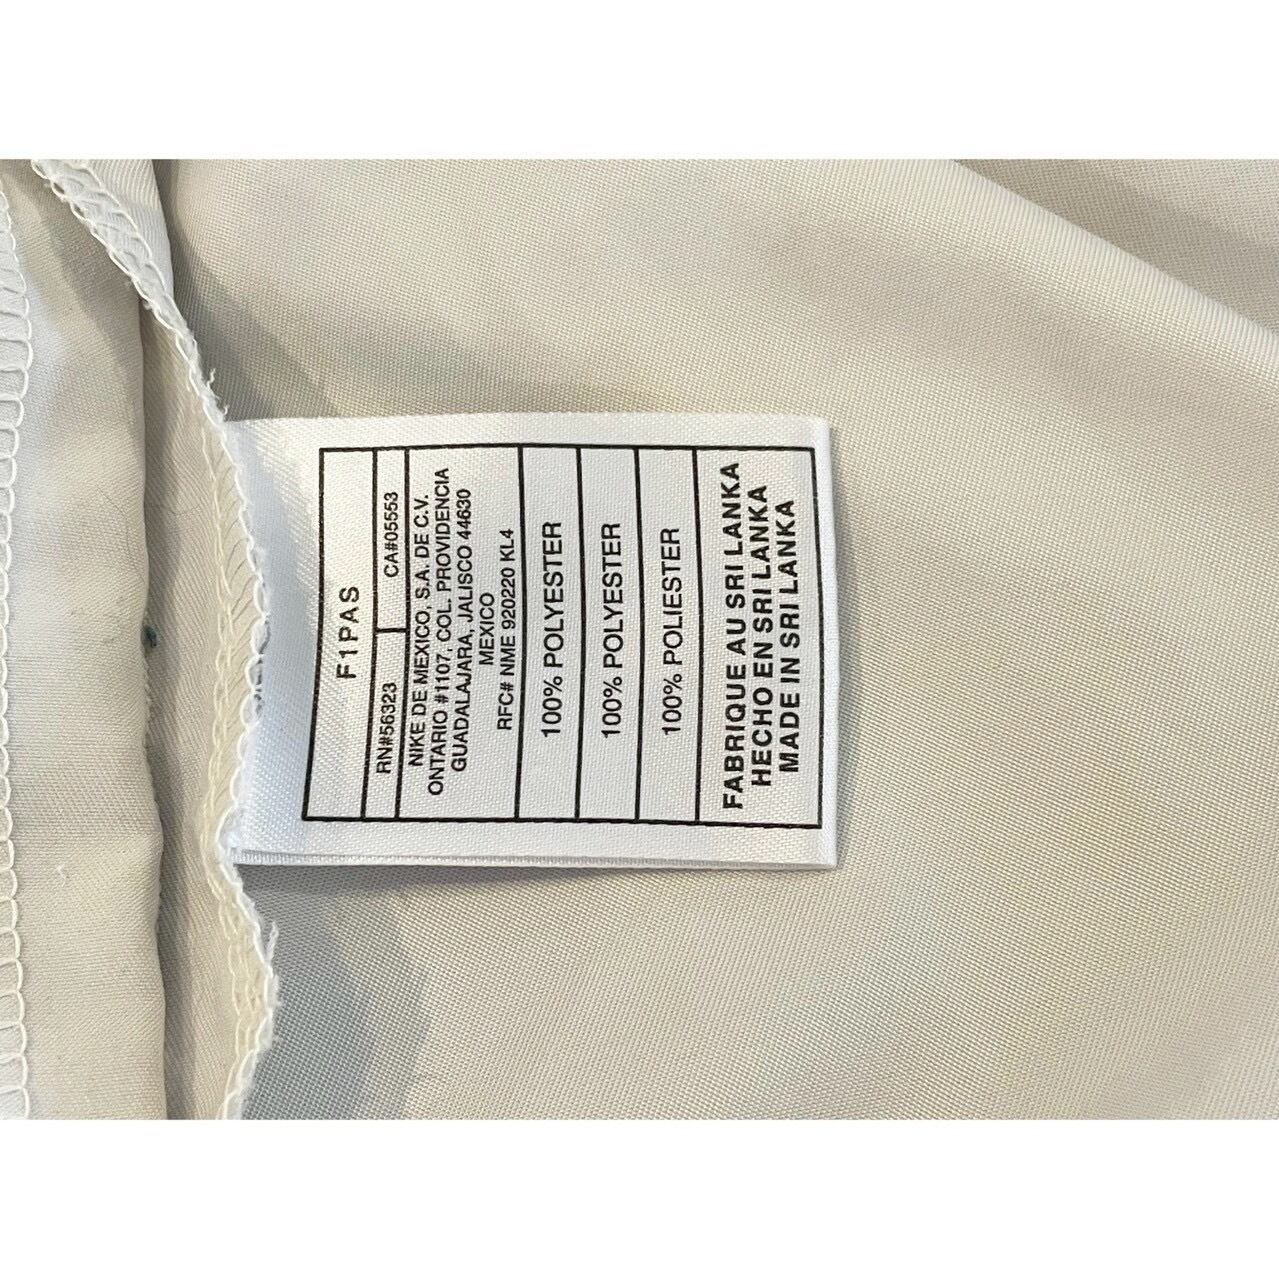 F1PAS
RN#56323 CA#05553
NIKE DE MEXICO, S.A. DE C.V.
ONTARIO #1107, COL. PROVIDENCIA
GUADALAJARA, JALISCO 44630
MEXICO
RFC# NME 920220 KL4
100% POLYESTER
100% POLYESTER
100% POLIESTER
FABRIQUE AU SRI LANKA
HECHO EN SRI LANKA
MADE IN SRI LANKA